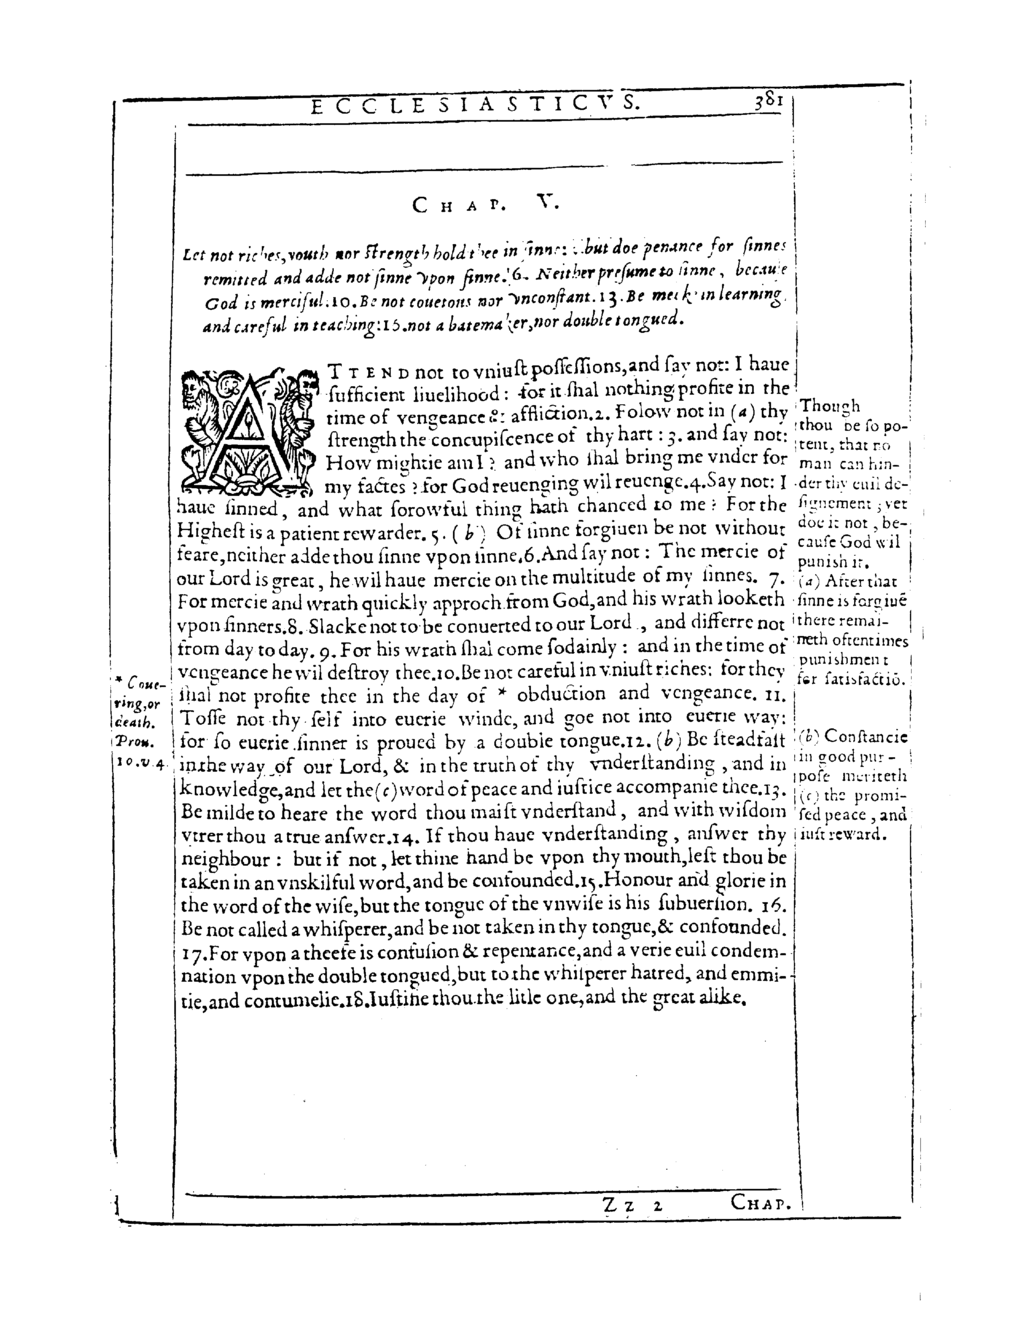 ECCLESIASTICVS. 381
CHAP. V.
Let not riches, youth nor strength hold thee in sinne: but doe penance for sinnes
remitted and adde not sinne vpon sinne. 6. Neither presume to sinne, because
God is merciful. 10. Be not couetous nor vnconstant. 13. Be meek in learning,
and careful in teaching: 15. not a batemaker, nor double tongued.
ATTEND not to vniust possessions, and say not: I haue
sufficient liuelihood: for it shal nothing profite in the
time of vengeance & affliction. 2. Folow not in (a) thy
strength the concupiscence of thy hart: 3. and say not:
How mightie am I? and who shal bring me vnder for
my factes? for God reuenging wil reuenge. 4. Say not: I
haue sinned, and what sorowful thing hath chanced to me? For the
Highest is a patient rewarder. 5. (b) Of sinne forgiuen be not without
feare, neither adde thou sinne vpon sinne, 6. And say not: The mercie of
our Lord is great, he wil haue mercie on the multitude of my sinnes. 7.
For mercie and wrath quickly approch from God, and his wrath looketh
vpon sinners. 8. Slacke not to be conuerted to our Lord, and differre not
from day to day. 9. For his wrath shal come sodainly: and in the time of
vengeance he wil destroy thee. 10. Be not careful in vniust riches: for they
shal not profite thee in the day of * obduction and vengeance. 11.
Tosse not thy self into euerie winde, and goe not into euerie way:
for so euerie sinner is proued by a double tongue. 12. (b) Be steadfast
in the way of our Lord, & in the truth of thy vnderstanding, and in
knowledge, and let the (c) word of peace and iustice accompanie thee. 13.
Be milde to heare the word thou maist vnderstand, and with wisdom
vtter thou a true answer. 14. If thou haue vnderstanding, answer thy
neighbour: but if not, let thine hand be vpon thy mouth, lest thou be
taken in an vnskilful word, and be confounded. 15. Honour and glorie in
the word of the wise, but the tongue of the vnwise is his subuersion. 16.
Be not called a whisperer, and be not taken in thy tongue, & confounded.
17. For vpon a theefe is confusion & repentance, and a verie euil condem-
nation vpon the double tongued, but to the whisperer hatred, and emmi-
tie, and contumelie. 18. Iustifie thou the litle one, and the great alike.
* Coue-
ring, or
death.
Prou.
10. v. 4.
Though
thou be so po-
tent, that no
man can hin-
der thy euil de-
signement; yet
doe it not, be-
cause God wil
punish it.
(a) After that
sinne is forgiuē
there remai-
neth oftentimes
punishment
for satisfactiō.
(b) Constancie
in good pur-
pose meriteth
(c) the promi-
sed peace, and
iust reward.
Zz 2 CHAP.